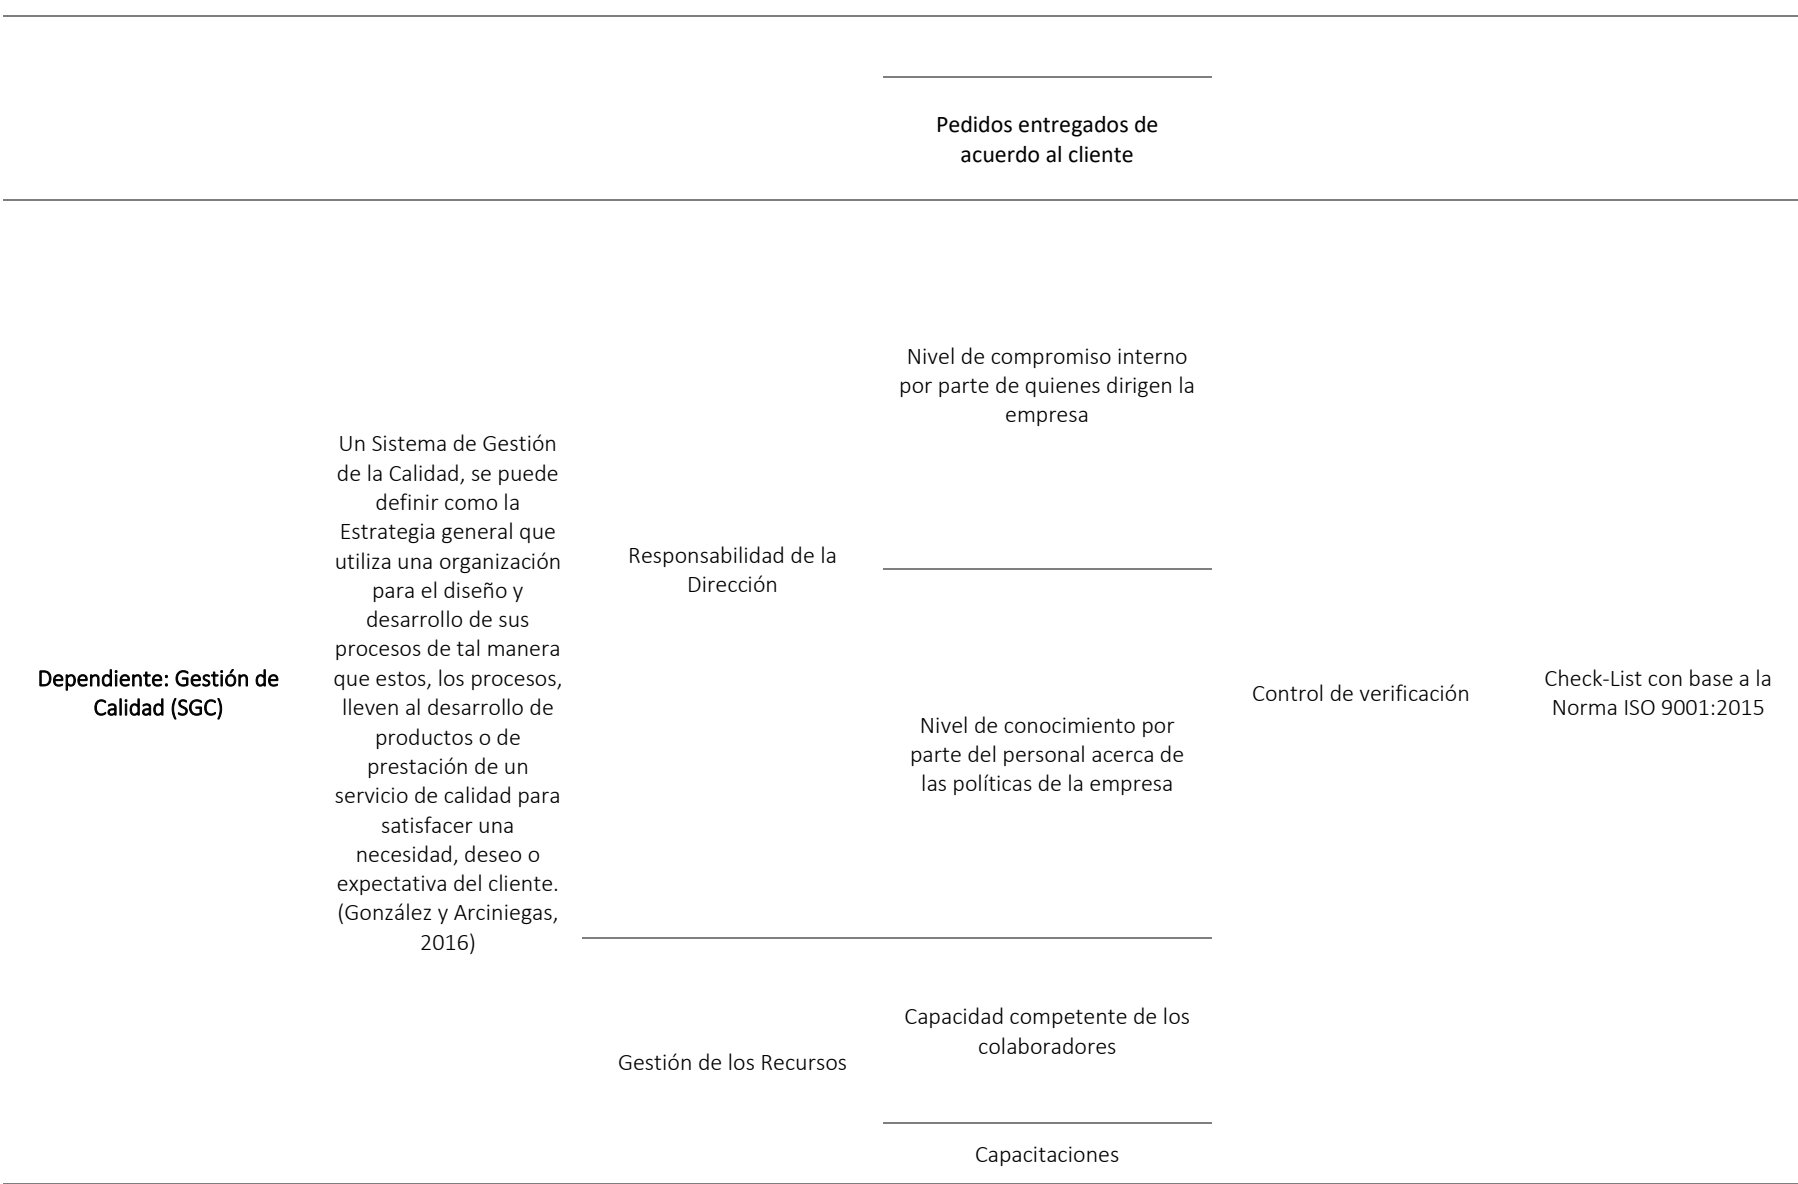 Pedidos entregados de
acuerdo al cliente
Dependiente: Gestión de
Calidad (SGC)
Un Sistema de Gestión
de la Calidad, se puede
definir como la
Estrategia general que
utiliza una organización
para el diseño y
desarrollo de sus
procesos de tal manera
que estos, los procesos,
lleven al desarrollo de
productos o de
prestación de un
servicio de calidad para
satisfacer una
necesidad, deseo o
expectativa del cliente.
(González y Arciniegas,
2016)
Responsabilidad de la
Dirección
Nivel de compromiso interno
por parte de quienes dirigen la
empresa
Nivel de conocimiento por
parte del personal acerca de
las políticas de la empresa
Gestión de los Recursos
Capacidad competente de los
colaboradores
Capacitaciones
Control de verificación
Check-List con base a la
Norma ISO 9001:2015